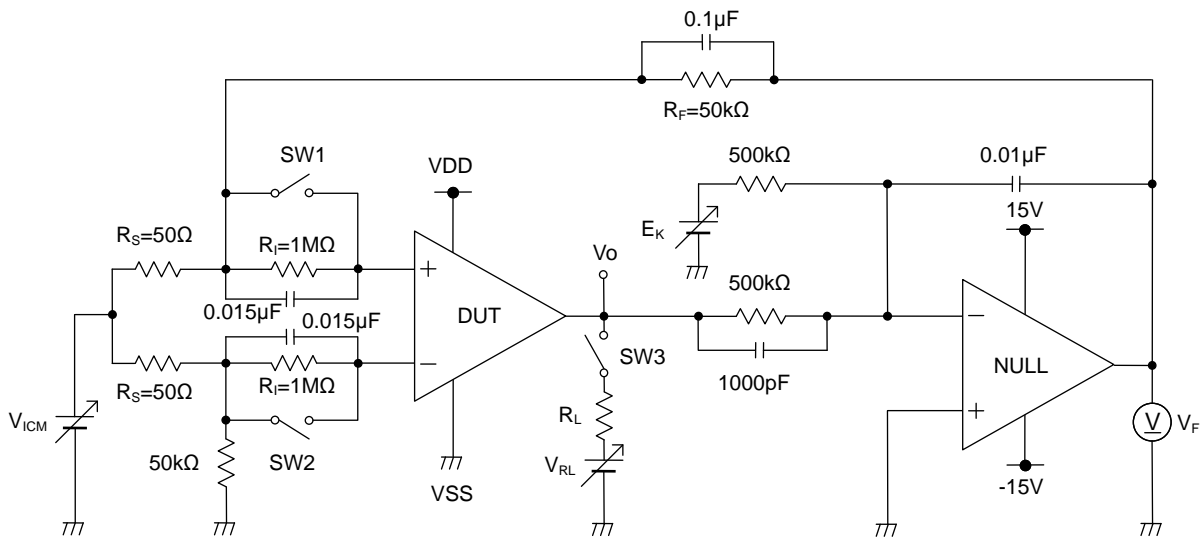 0.1μF
R_F=50kΩ
SW1
VDD
500kΩ
0.01μF
15V
R_S=50Ω
R_I=1MΩ
E_K
Vo
0.015μF
0.015μF
+
DUT
500kΩ
−
NULL
−
SW3
R_S=50Ω
R_I=1MΩ
1000pF
+
V_ICM
R_L
V
V_F
50kΩ
SW2
V_RL
VSS
-15V